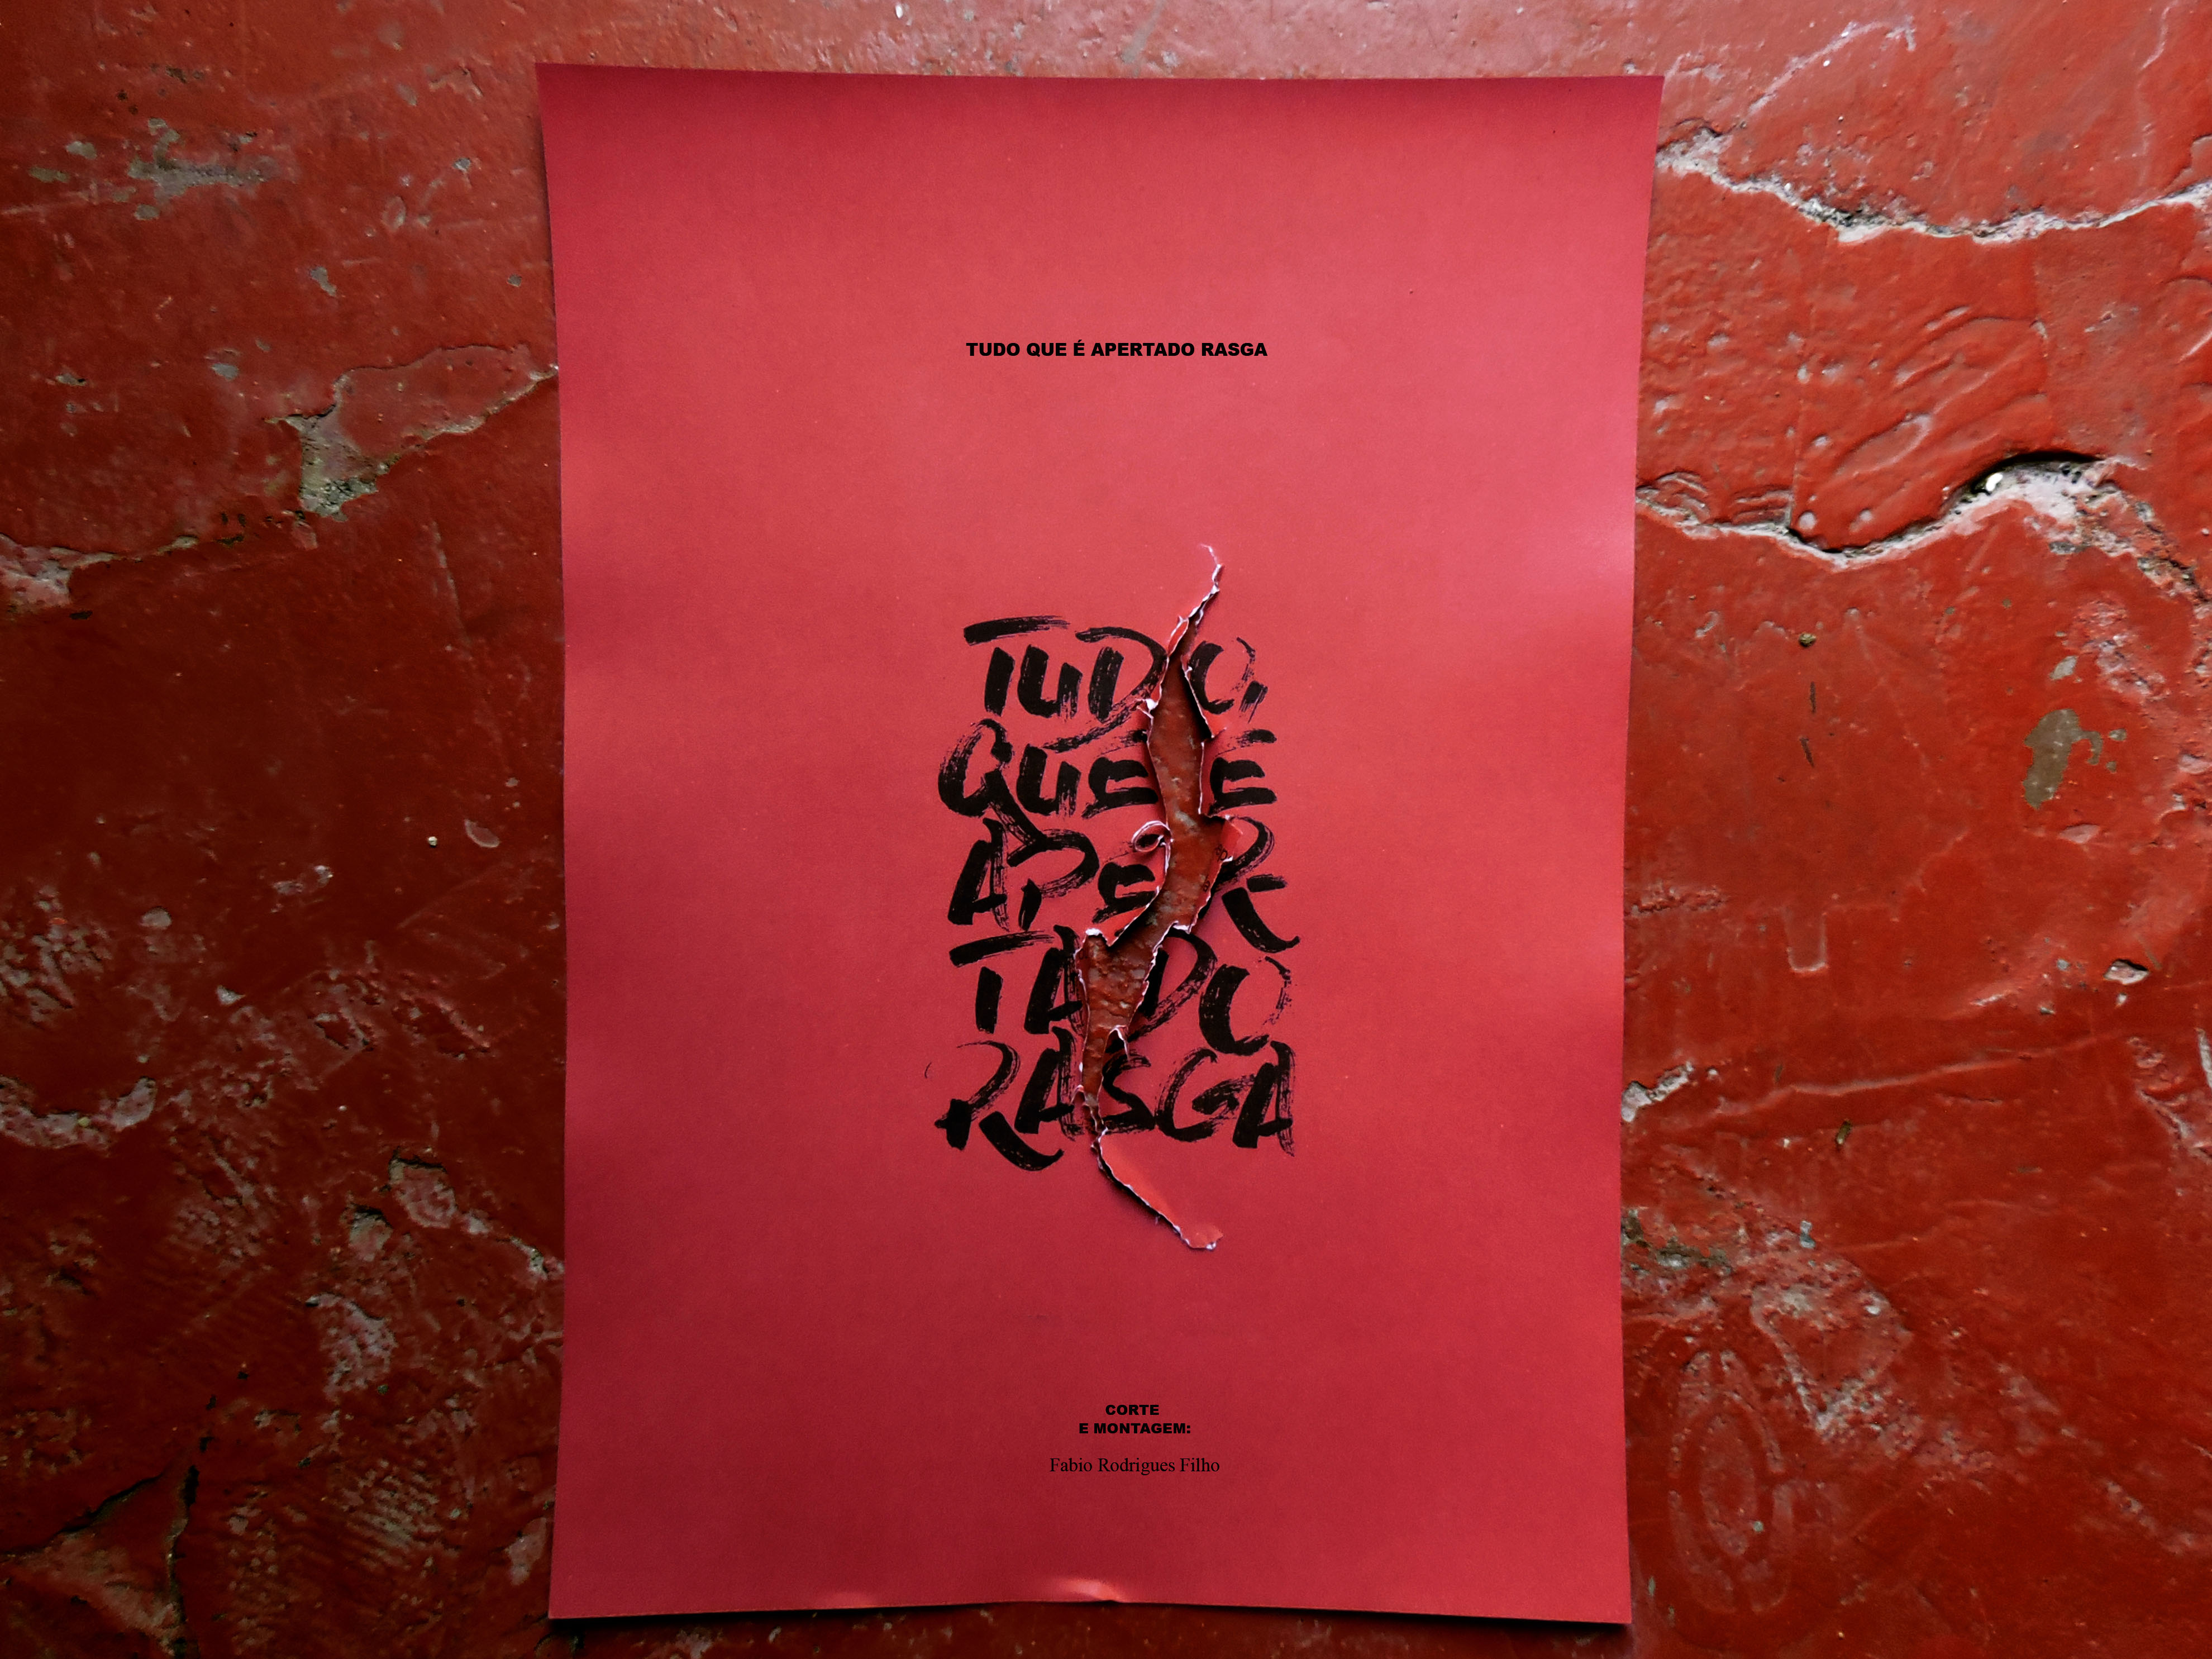 TUDO QUE É APERTADO RASGA
TUDO
QUE É
APER
TADO
RASGA
CORTE
E MONTAGEM:
Fabio Rodrigues Filho